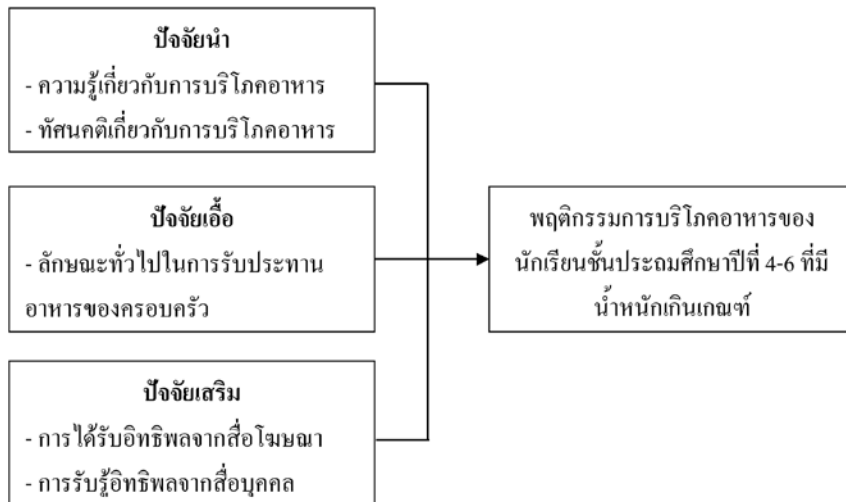 ปัจจัยนำ
- ความรู้เกี่ยวกับการบริโภคอาหาร
- ทัศนคติเกี่ยวกับการบริโภคอาหาร
ปัจจัยเอื้อ
- ลักษณะทั่วไปในการรับประทาน
อาหารของครอบครัว
ปัจจัยเสริม
- การได้รับอิทธิพลจากสื่อโฆษณา
- การรับรู้อิทธิพลจากสื่อบุคคล
พฤติกรรมการบริโภคอาหารของ
นักเรียนชั้นประถมศึกษาปีที่ 4-6 ที่มี
น้ำหนักเกินเกณฑ์